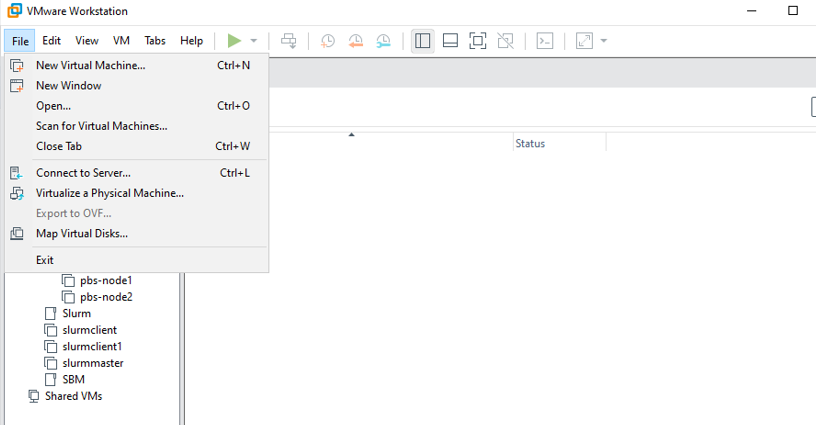 VMware Workstation
File Edit View VM Tabs Help
New Virtual Machine... Ctrl+N
New Window
Open... Ctrl+O
Scan for Virtual Machines...
Close Tab Ctrl+W
Status
Connect to Server... Ctrl+L
Virtualize a Physical Machine...
Export to OVF...
Map Virtual Disks...
Exit
pbs-node1
pbs-node2
Slurm
slurmclient
slurmclient1
slurmmaster
SBM
Shared VMs